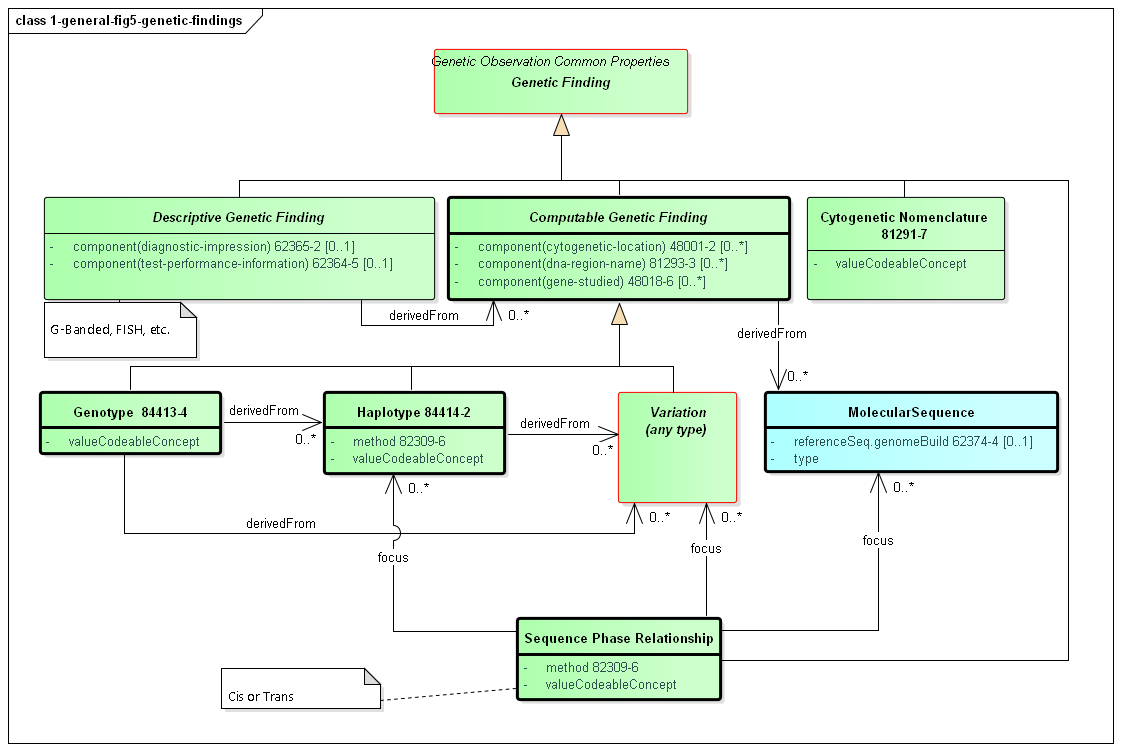 class 1-general-fig5-genetic-findings
Genetic Observation Common Properties
Genetic Finding
Descriptive Genetic Finding
- component(diagnostic-impression) 62365-2 [0..1]
- component(test-performance-information) 62364-5 [0..1]
Computable Genetic Finding
- component(cytogenetic-location) 48001-2 [0..*]
- component(dna-region-name) 81293-3 [0..*]
- component(gene-studied) 48018-6 [0..*]
Cytogenetic Nomenclature
81291-7
- valueCodeableConcept
G-Banded, FISH, etc.
derivedFrom
0..*
derivedFrom
0..*
Genotype 84413-4
- valueCodeableConcept
derivedFrom
0..*
Haplotype 84414-2
- method 82309-6
- valueCodeableConcept
derivedFrom
0..*
Variation
(any type)
MolecularSequence
- referenceSeq.genomeBuild 62374-4 [0..1]
- type
0..*
0..*
0..*
0..*
derivedFrom
focus
focus
focus
Sequence Phase Relationship
- method 82309-6
- valueCodeableConcept
Cis or Trans